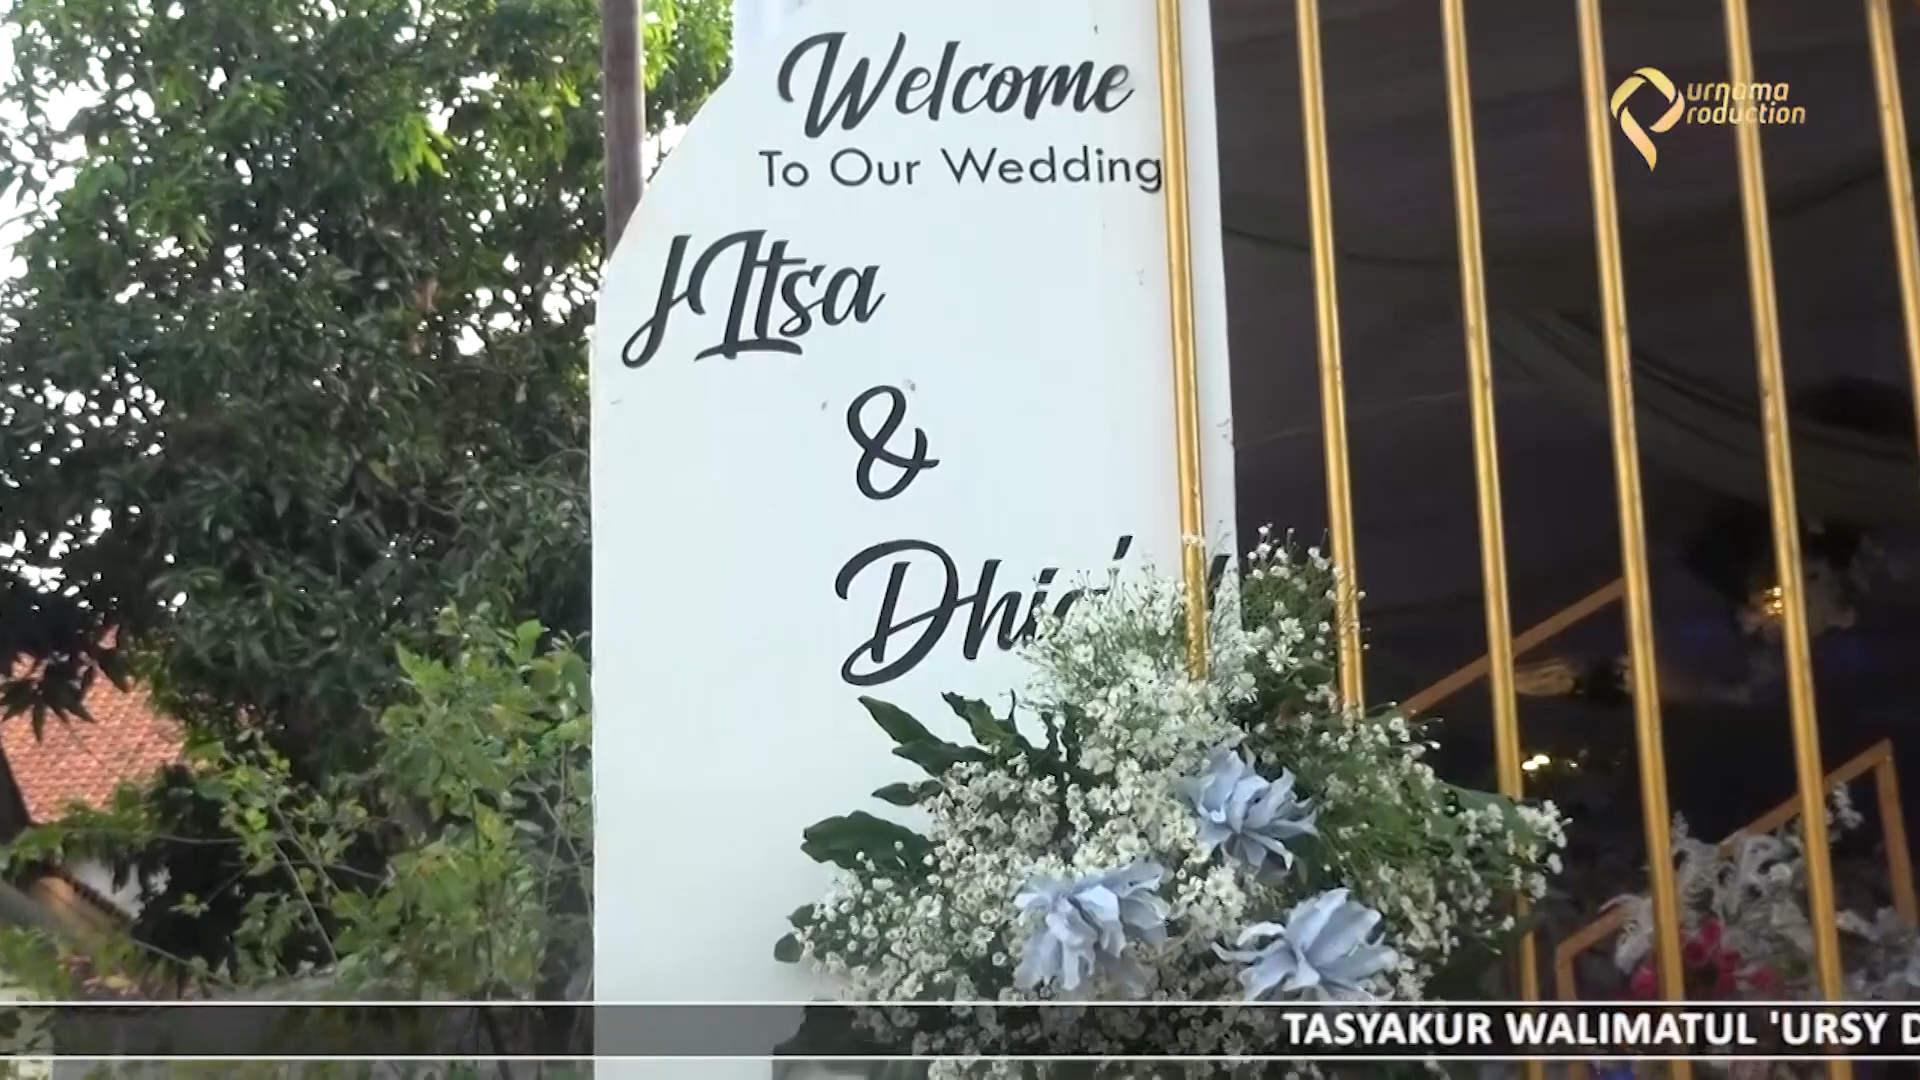 Welcome
To Our Wedding
Itsa
&
urnama
roduction
TASYAKUR WALIMATUL 'URSY